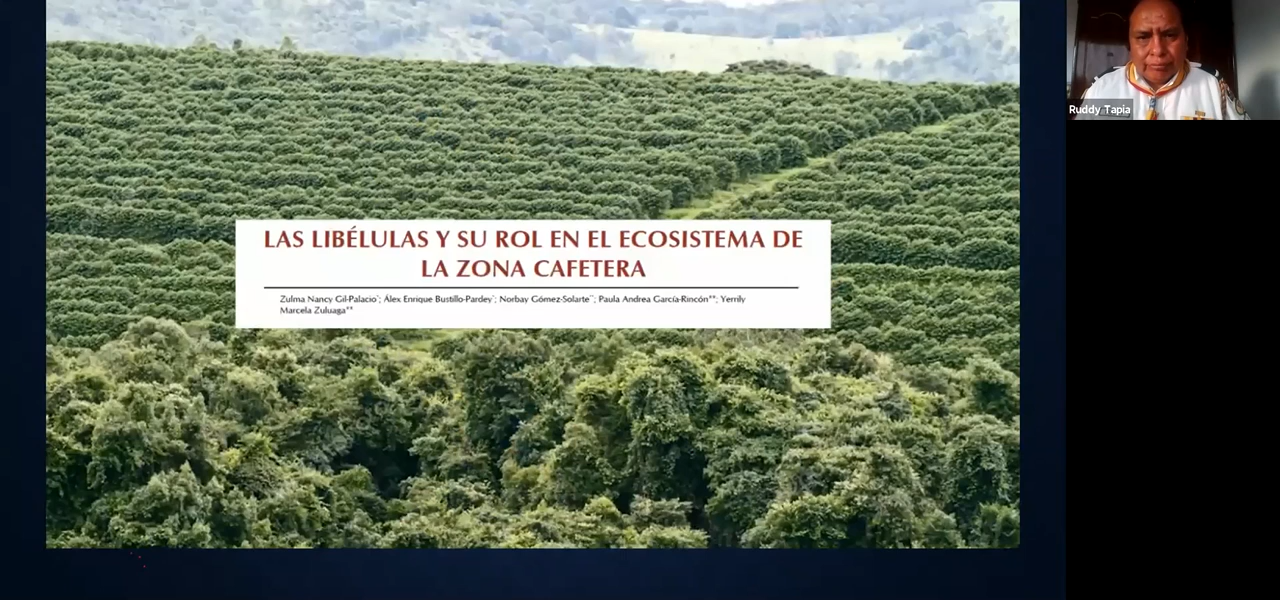 LAS LIBÉLULAS Y SU ROL EN EL ECOSISTEMA DE
LA ZONA CAFETERA
Zulma Nancy Gil-Palacio*; Álex Enrique Bustillo-Pardey*; Norbay Gómez-Solarte**; Paula Andrea García-Rincón**; Yerrily
Marcela Zuluaga**
Ruddy Tapia